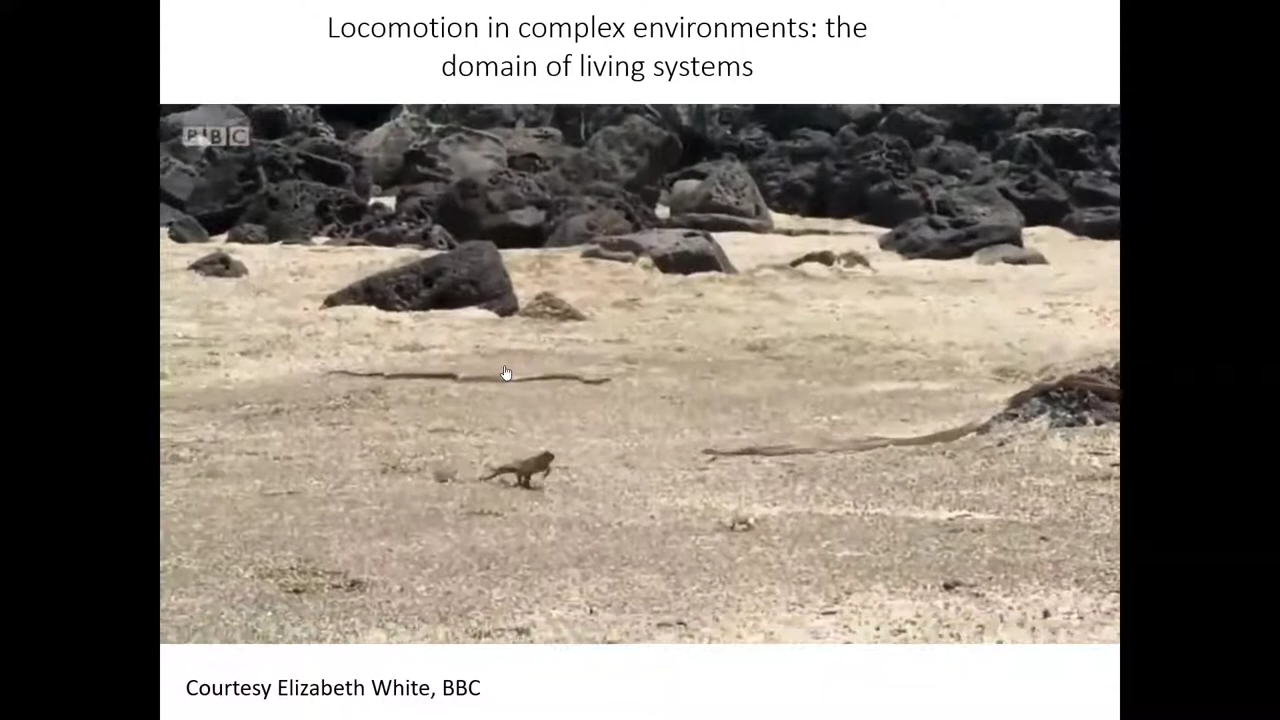 Locomotion in complex environments: the
domain of living systems
BBC
Courtesy Elizabeth White, BBC